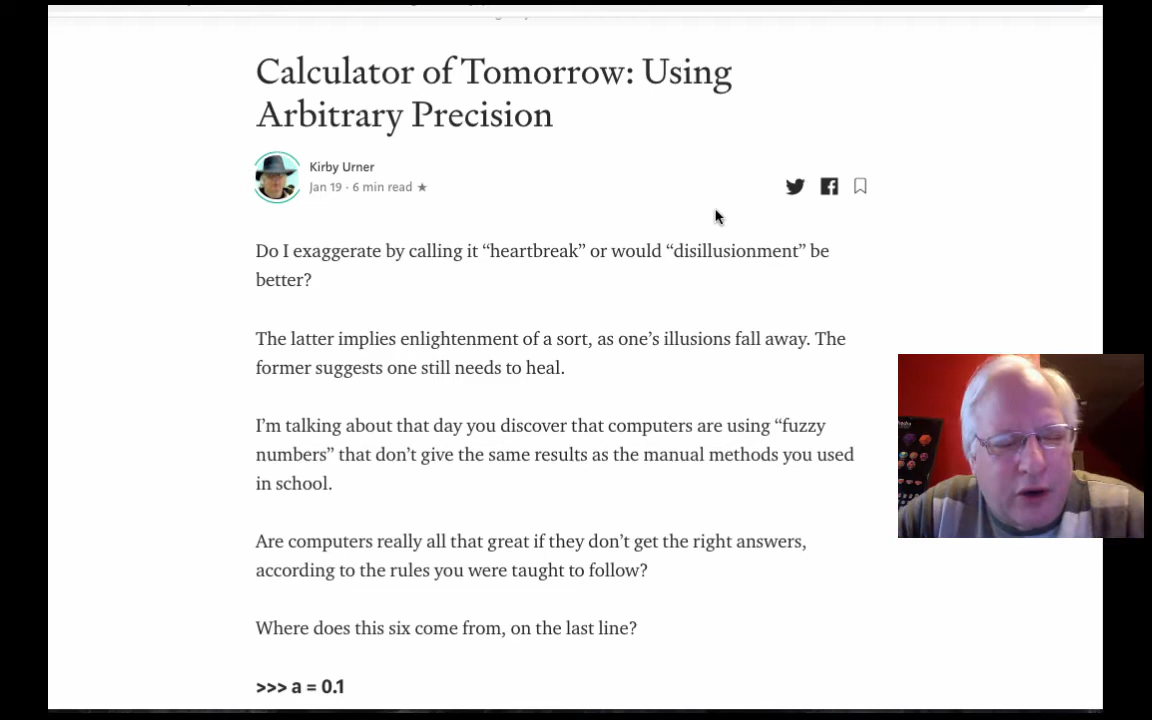 Calculator of Tomorrow: Using
Arbitrary Precision
Kirby Urner
Jan 19 · 6 min read ★
Do I exaggerate by calling it “heartbreak” or would “disillusionment” be
better?
The latter implies enlightenment of a sort, as one’s illusions fall away. The
former suggests one still needs to heal.
I’m talking about that day you discover that computers are using “fuzzy
numbers” that don’t give the same results as the manual methods you used
in school.
Are computers really all that great if they don’t get the right answers,
according to the rules you were taught to follow?
Where does this six come from, on the last line?
>>> a = 0.1